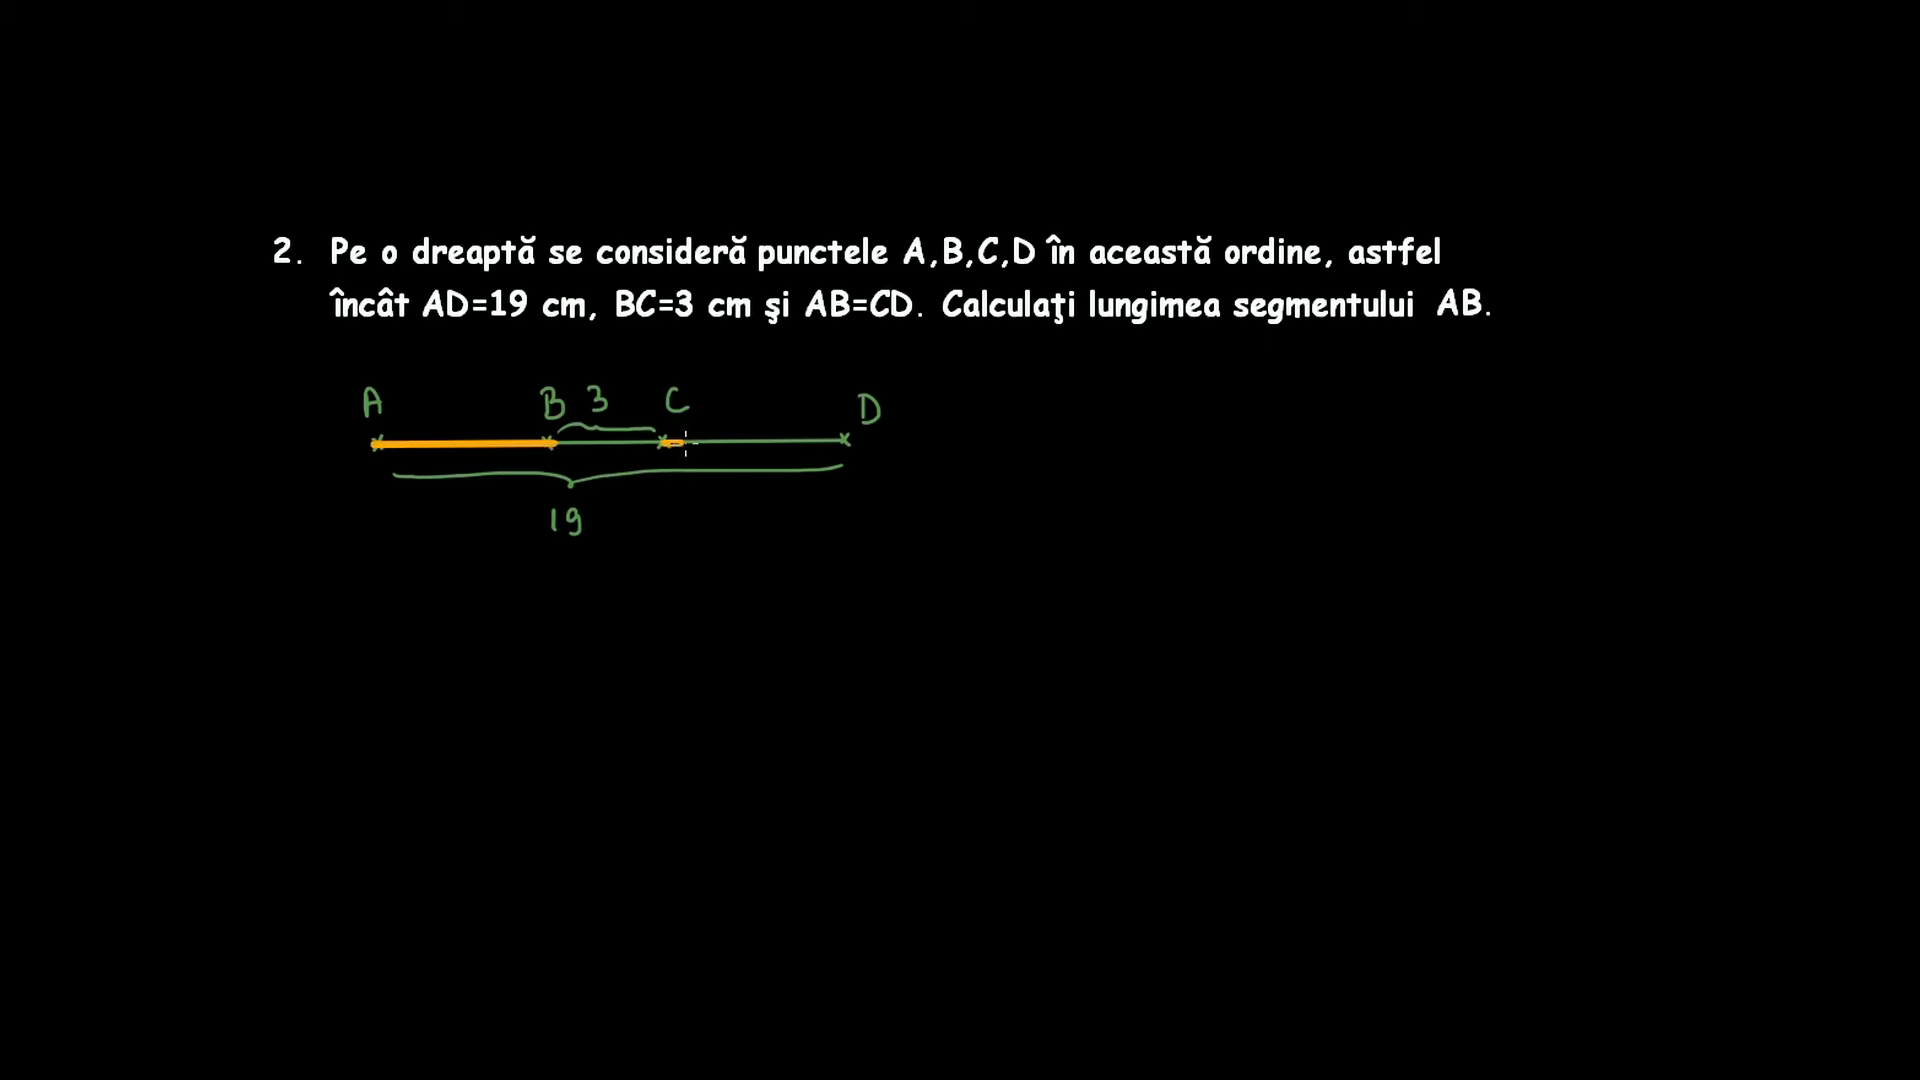 2. Pe o dreaptă se consideră punctele A,B,C,D în această ordine, astfel
încât AD=19 cm, BC=3 cm şi AB=CD. Calculaţi lungimea segmentului AB.
A B 3 C D
19